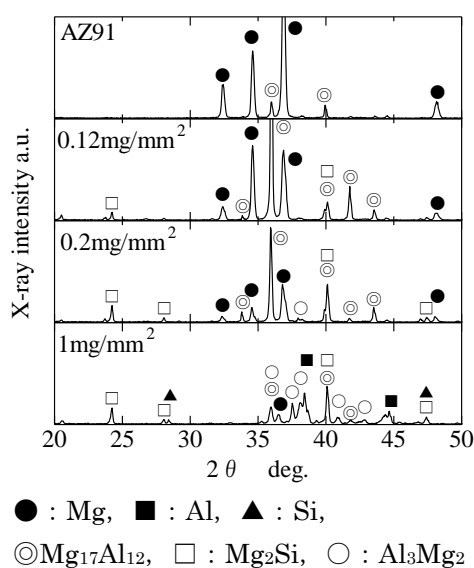 AZ91
0.12mg/mm²
0.2mg/mm²
1mg/mm²
X-ray intensity a.u.
20 25 30 35 40 45 50
2 θ deg.
● : Mg, ■ : Al, ▲ : Si,
◎Mg₁₇Al₁₂, □ : Mg₂Si, ○ : Al₃Mg₂